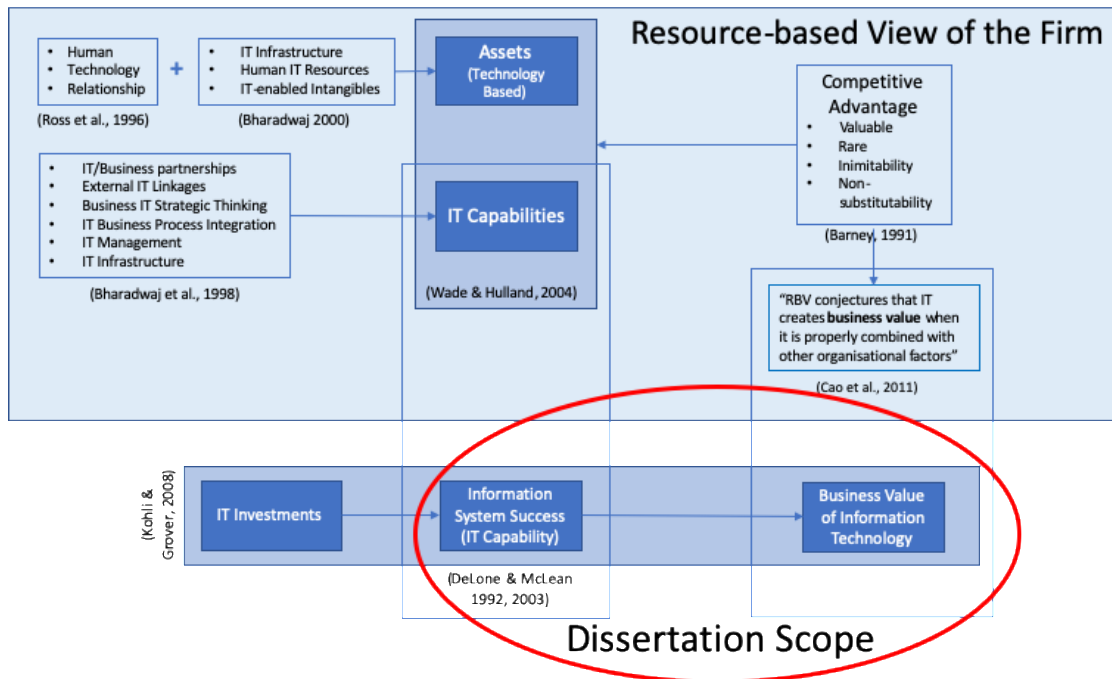 Resource-based View of the Firm
• Human
• Technology
• Relationship
(Ross et al., 1996)
+
• IT Infrastructure
• Human IT Resources
• IT-enabled Intangibles
(Bharadwaj 2000)
Assets
(Technology
Based)
Competitive
Advantage
• Valuable
• Rare
• Inimitability
• Non-
substitutability
(Barney, 1991)
• IT/Business partnerships
• External IT Linkages
• Business IT Strategic Thinking
• IT Business Process Integration
• IT Management
• IT Infrastructure
(Bharadwaj et al., 1998)
IT Capabilities
(Wade & Hulland, 2004)
“RBV conjectures that IT
creates business value when
it is properly combined with
other organisational factors”
(Cao et al., 2011)
(Kohli &
Grover, 2008)
IT Investments
Information
System Success
(IT Capability)
(DeLone & McLean
1992, 2003)
Business Value
of Information
Technology
Dissertation Scope